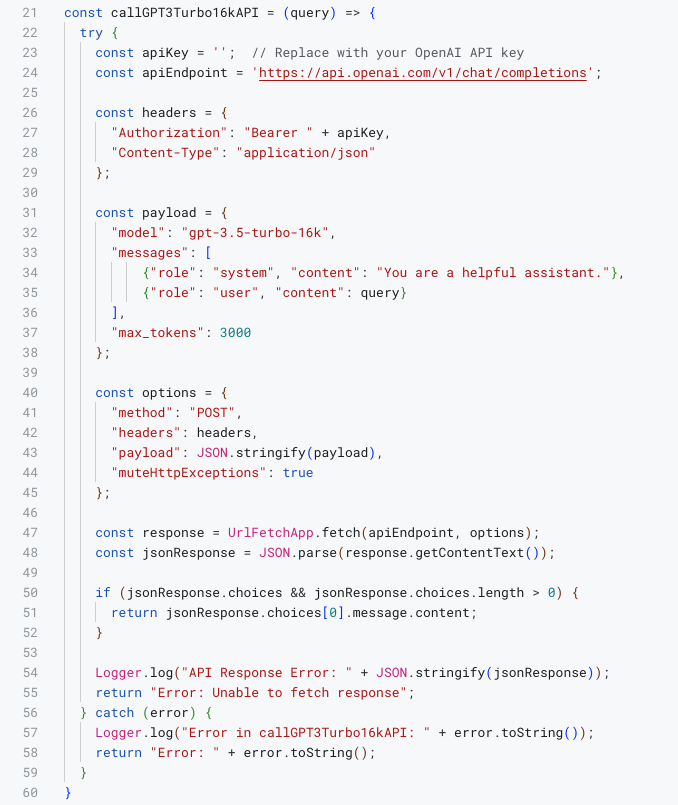 21 const callGPT3Turbo16kAPI = (query) => {
22   try {
23     const apiKey = '';  // Replace with your OpenAI API key
24     const apiEndpoint = 'https://api.openai.com/v1/chat/completions';
25
26     const headers = {
27       "Authorization": "Bearer " + apiKey,
28       "Content-Type": "application/json"
29     };
30
31     const payload = {
32       "model": "gpt-3.5-turbo-16k",
33       "messages": [
34           {"role": "system", "content": "You are a helpful assistant."},
35           {"role": "user", "content": query}
36       ],
37       "max_tokens": 3000
38     };
39
40     const options = {
41       "method": "POST",
42       "headers": headers,
43       "payload": JSON.stringify(payload),
44       "muteHttpExceptions": true
45     };
46
47     const response = UrlFetchApp.fetch(apiEndpoint, options);
48     const jsonResponse = JSON.parse(response.getContentText());
49
50     if (jsonResponse.choices && jsonResponse.choices.length > 0) {
51       return jsonResponse.choices[0].message.content;
52     }
53
54     Logger.log("API Response Error: " + JSON.stringify(jsonResponse));
55     return "Error: Unable to fetch response";
56   } catch (error) {
57     Logger.log("Error in callGPT3Turbo16kAPI: " + error.toString());
58     return "Error: " + error.toString();
59   }
60 }